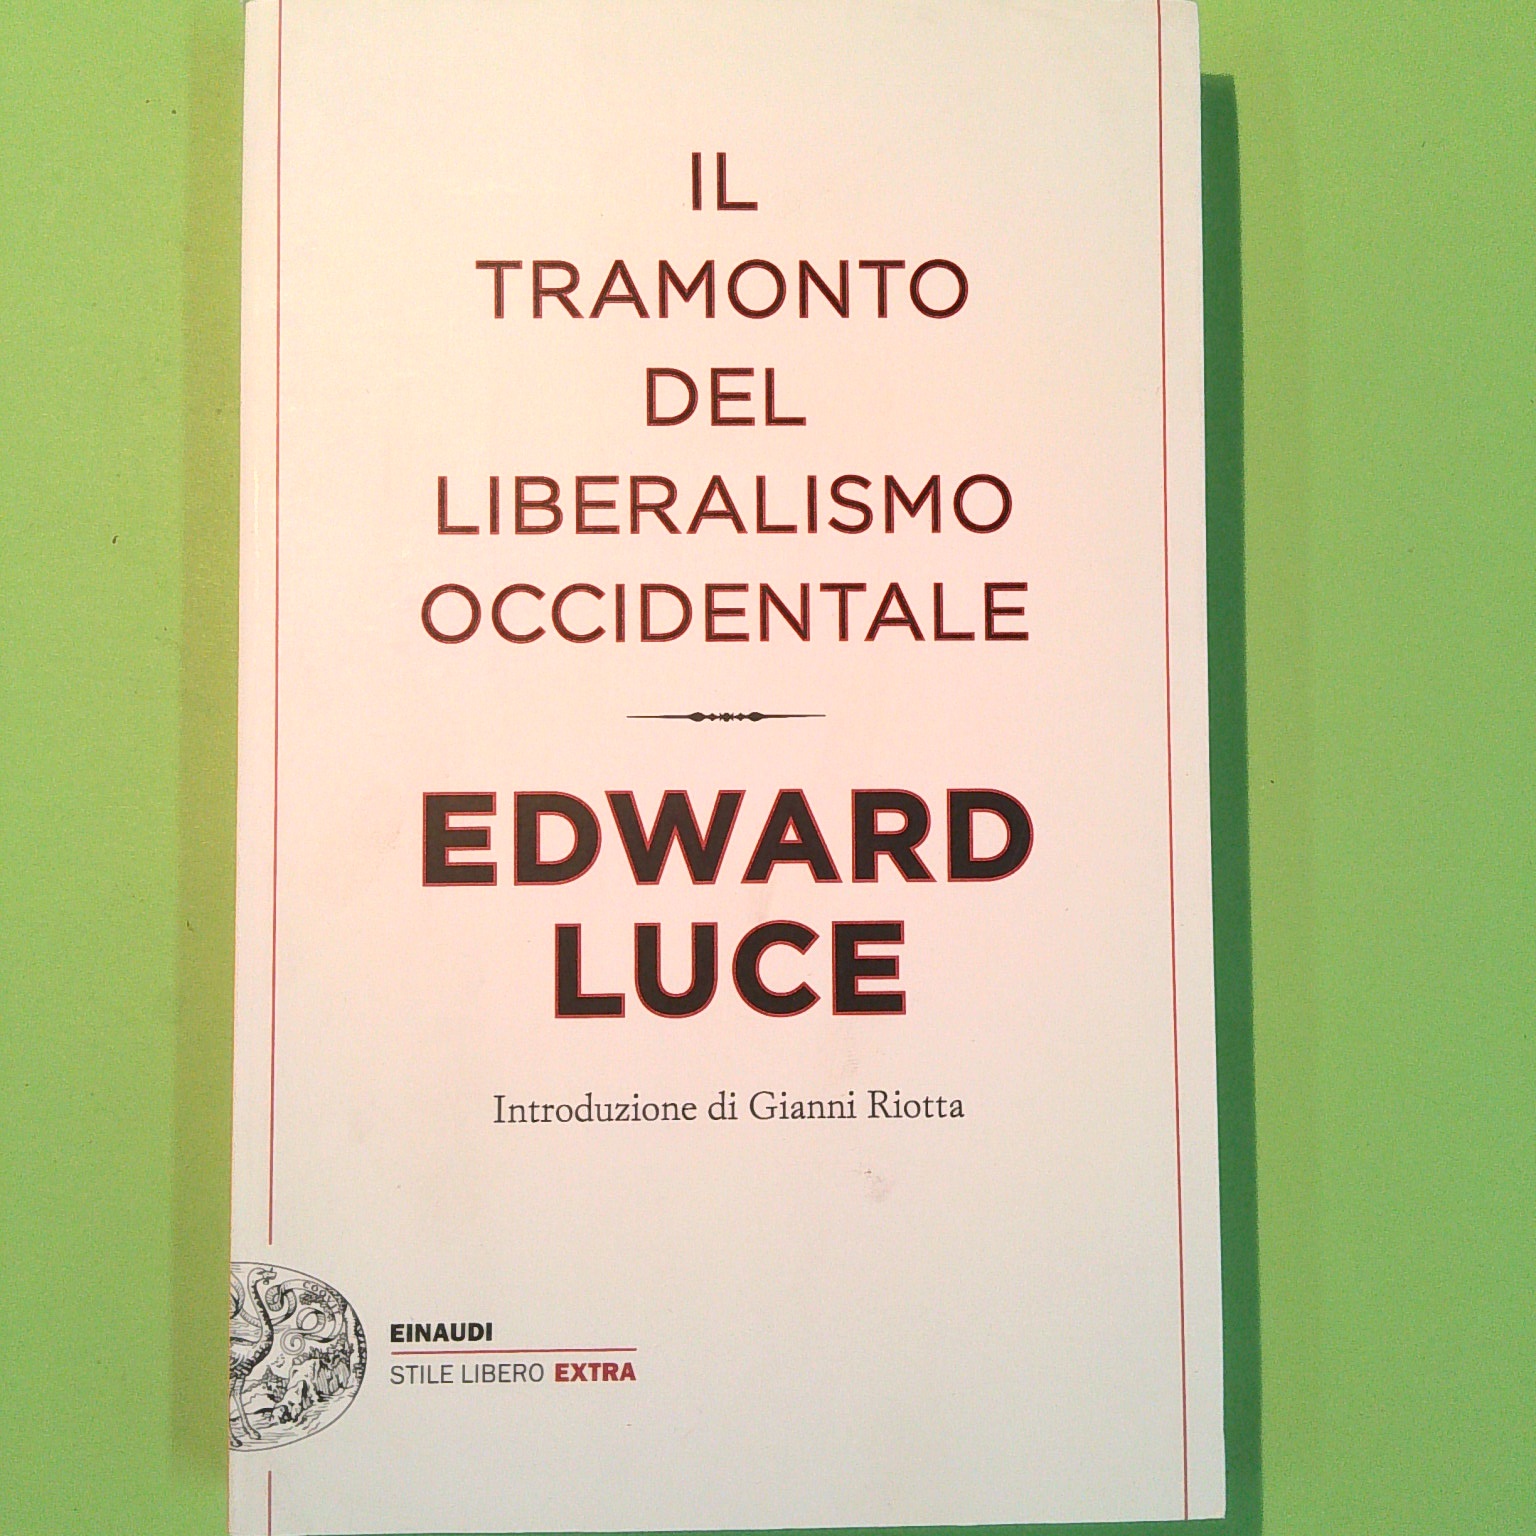 IL
TRAMONTO
DEL
LIBERALISMO
OCCIDENTALE
EDWARD
LUCE
Introduzione di Gianni Riotta
EINAUDI
STILE LIBERO EXTRA